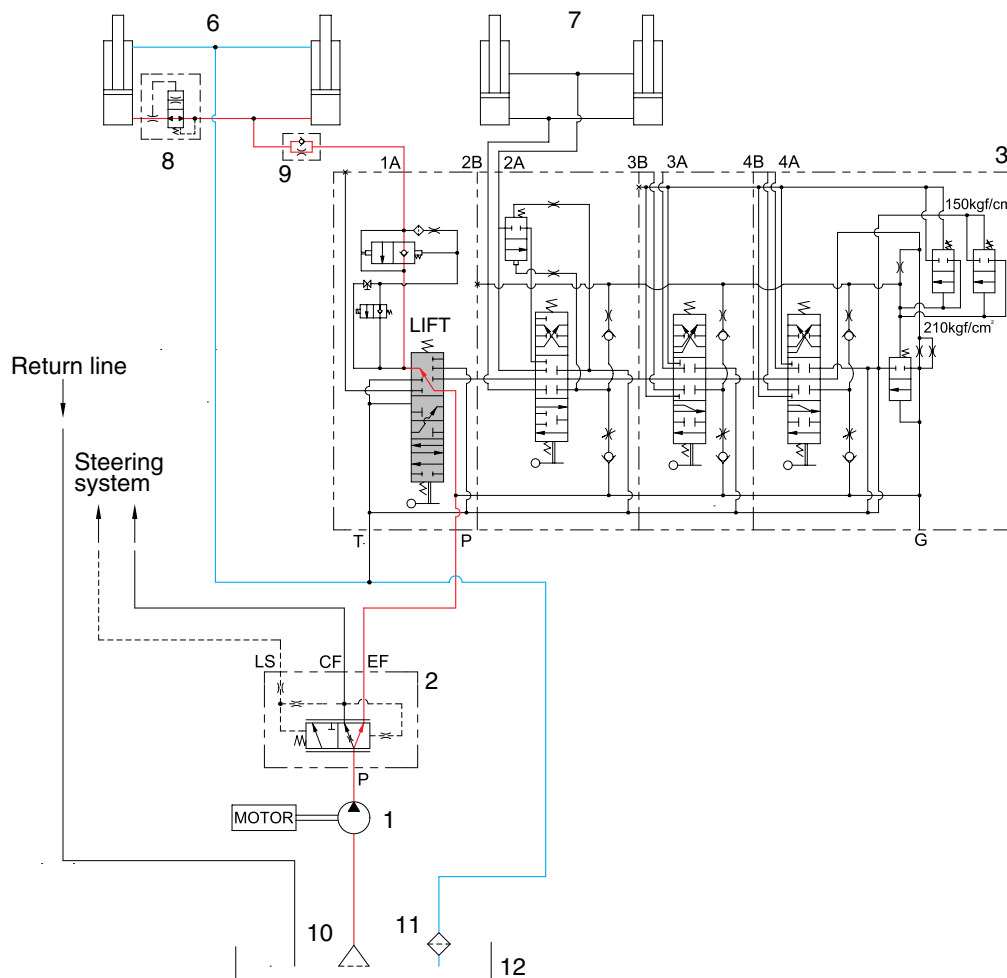 6
7
8
9
1A
2B
2A
3B
3A
4B
4A
3
150kgf/cm
210kgf/cm²
LIFT
Return line
Steering
system
T
P
G
LS
CF
EF
2
P
MOTOR
1
10
11
12